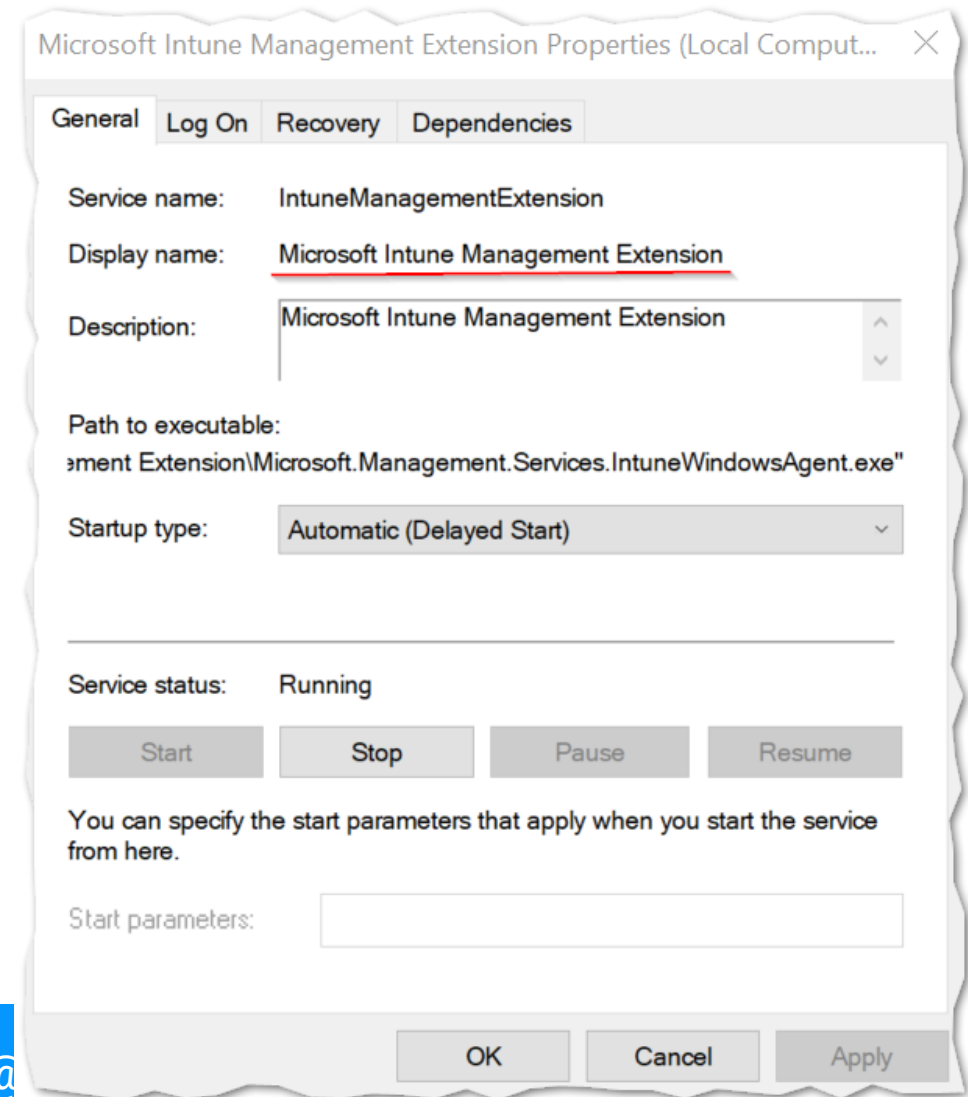 Microsoft Intune Management Extension Properties (Local Comput...
General Log On Recovery Dependencies
Service name: IntuneManagementExtension
Display name: Microsoft Intune Management Extension
Description: Microsoft Intune Management Extension
Path to executable:
ement Extension\Microsoft.Management.Services.IntuneWindowsAgent.exe"
Startup type: Automatic (Delayed Start)
Service status: Running
Start Stop Pause Resume
You can specify the start parameters that apply when you start the service
from here.
Start parameters:
OK Cancel Apply
@